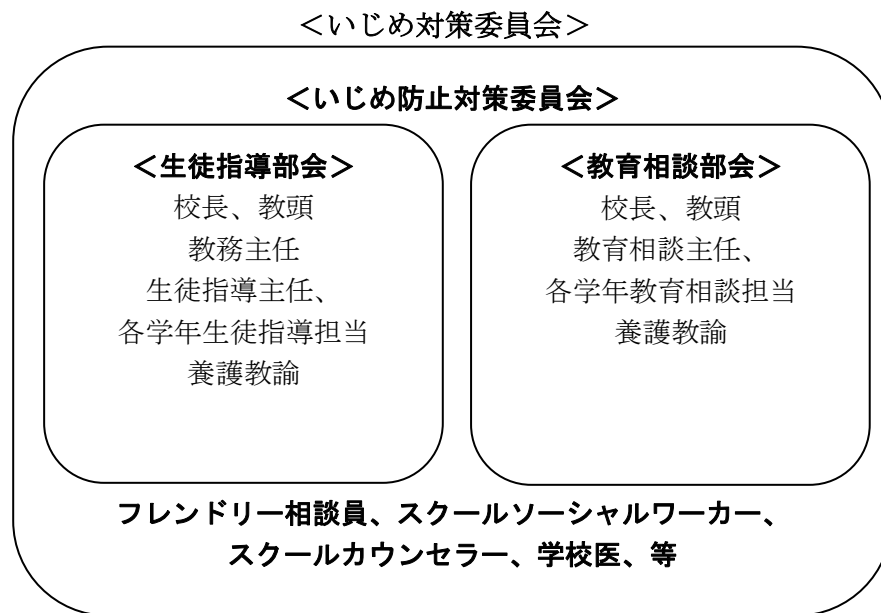 ＜いじめ対策委員会＞
＜いじめ防止対策委員会＞
＜生徒指導部会＞
校長、教頭
教務主任
生徒指導主任、
各学年生徒指導担当
養護教諭
＜教育相談部会＞
校長、教頭
教育相談主任、
各学年教育相談担当
養護教諭
フレンドリー相談員、スクールソーシャルワーカー、
スクールカウンセラー、学校医、等